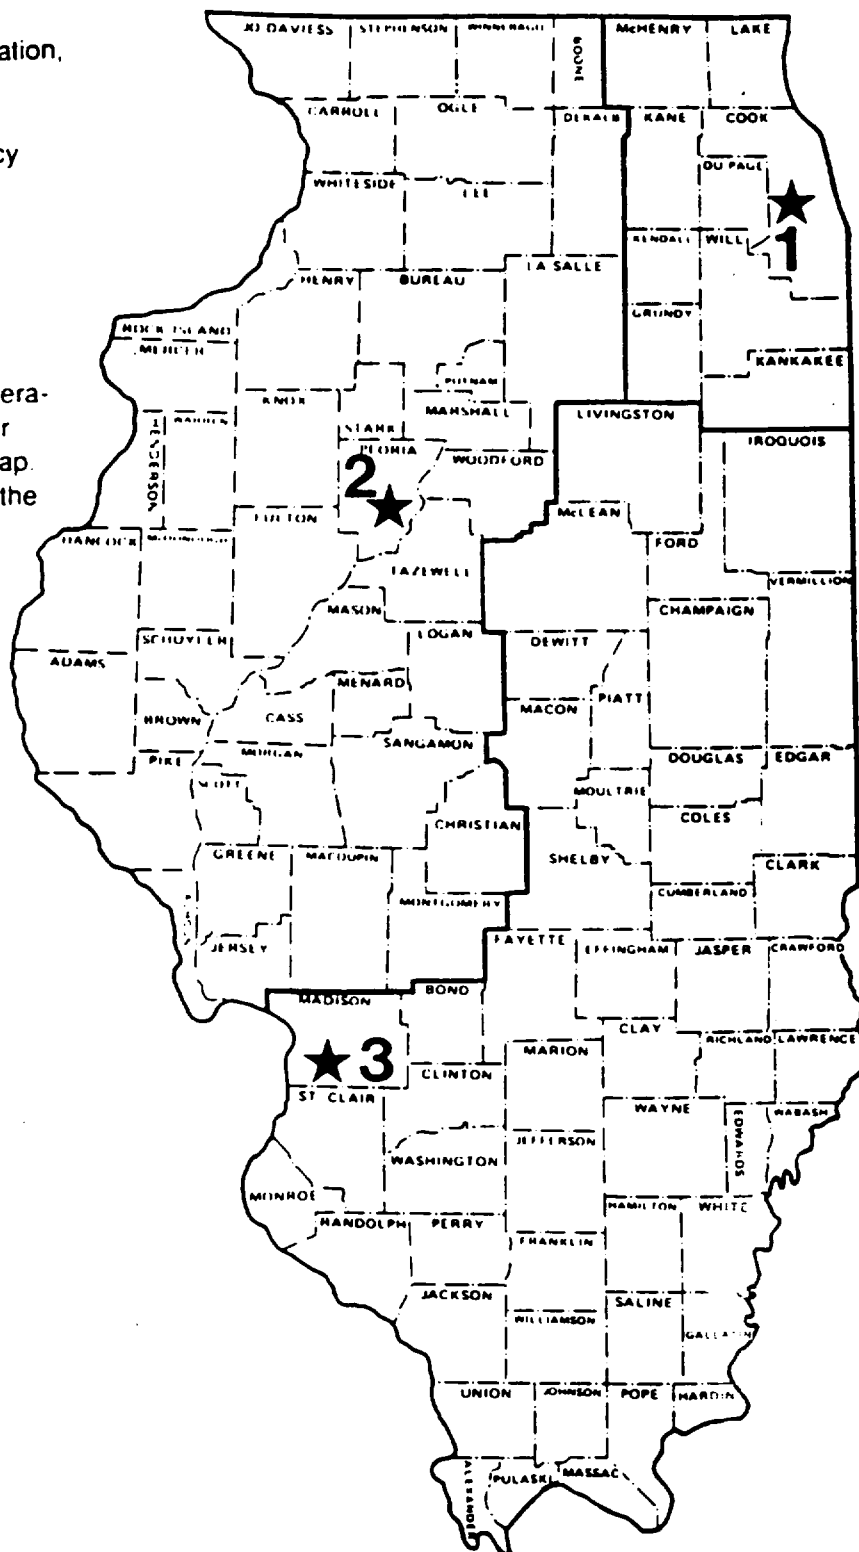 ation,
cy
era-
r
ap.
the
JO DAVIESS STEPHENSON WINNEBAGO BOONE McHENRY LAKE
CARROLL OGLE DEKALB KANE COOK
DU PAGE
WHITESIDE LEE
KENDALL WILL 1
HENRY BUREAU LA SALLE
ROCK ISLAND
MERCER
GRUNDY
KANKAKEE
PUTNAM
KNOX MARSHALL LIVINGSTON
HENDERSON WARREN STARK
PEORIA WOODFORD IROQUOIS
2
FULTON McLEAN
HANCOCK McDONOUGH FORD
TAZEWELL VERMILLION
MASON CHAMPAIGN
SCHUYLER LOGAN DEWITT
ADAMS
MENARD PIATT
BROWN CASS MACON
PIKE MORGAN SANGAMON DOUGLAS EDGAR
SCOTT MOULTRIE
CHRISTIAN COLES
GREENE MACOUPIN SHELBY CLARK
MONTGOMERY CUMBERLAND
JERSEY FAYETTE EFFINGHAM JASPER CRAWFORD
MADISON BOND
CLAY RICHLAND LAWRENCE
3 MARION
CLINTON
ST CLAIR WAYNE EDWARDS WABASH
WASHINGTON JEFFERSON
MONROE HAMILTON WHITE
RANDOLPH PERRY
FRANKLIN
JACKSON SALINE
WILLIAMSON
GALLATIN
UNION JOHNSON POPE HARDIN
ALEXANDER PULASKI MASSAC